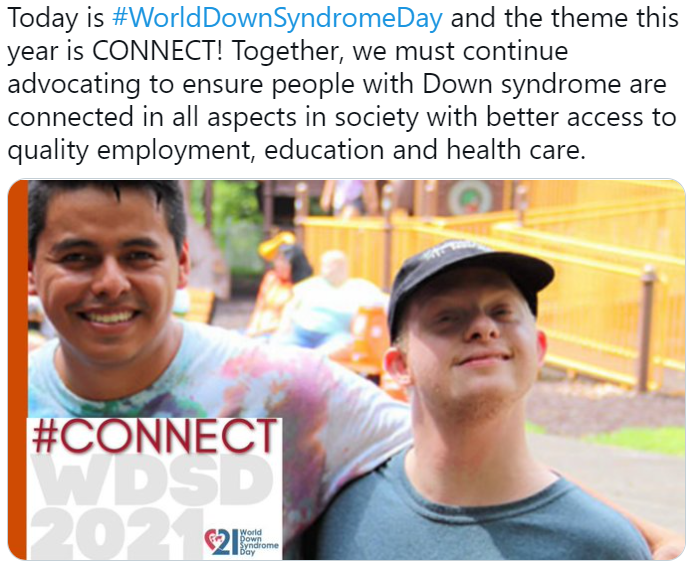 Today is #WorldDownSyndromeDay and the theme this
year is CONNECT! Together, we must continue
advocating to ensure people with Down syndrome are
connected in all aspects in society with better access to
quality employment, education and health care.
#CONNECT
WDSD
2021
21 World
Down
Syndrome
Day